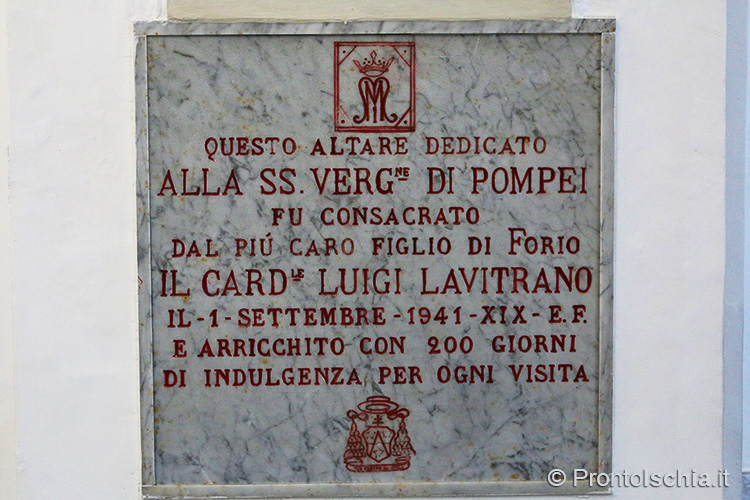 QUESTO ALTARE DEDICATO
ALLA SS. VERGNE DI POMPEI
FU CONSACRATO
DAL PIÚ CARO FIGLIO DI FORIO
IL CARDLE LUIGI LAVITRANO
IL-1-SETTEMBRE-1941-XIX-E.F.
E ARRICCHITO CON 200 GIORNI
DI INDULGENZA PER OGNI VISITA
© ProntoIschia.it